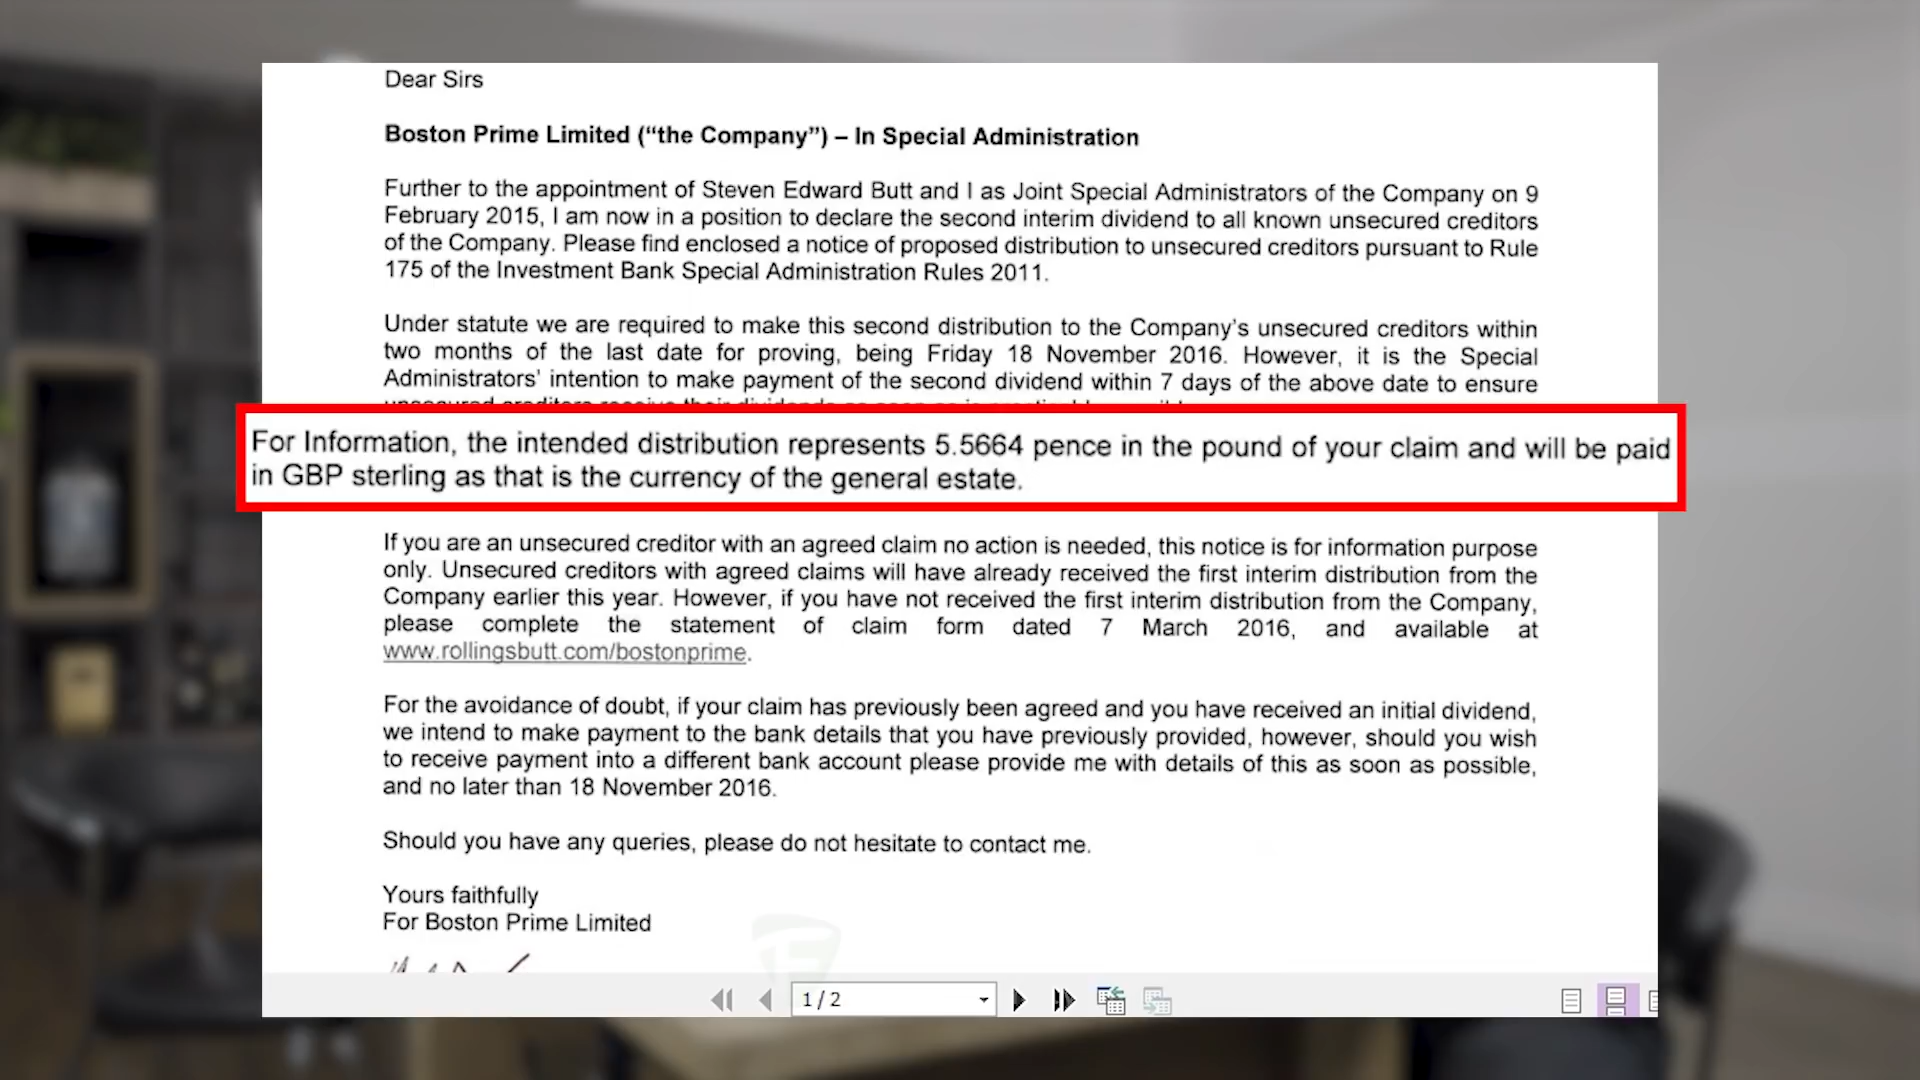 Dear Sirs
Boston Prime Limited (“the Company”) – In Special Administration
Further to the appointment of Steven Edward Butt and I as Joint Special Administrators of the Company on 9
February 2015, I am now in a position to declare the second interim dividend to all known unsecured creditors
of the Company. Please find enclosed a notice of proposed distribution to unsecured creditors pursuant to Rule
175 of the Investment Bank Special Administration Rules 2011.
Under statute we are required to make this second distribution to the Company’s unsecured creditors within
two months of the last date for proving, being Friday 18 November 2016. However, it is the Special
Administrators’ intention to make payment of the second dividend within 7 days of the above date to ensure
For Information, the intended distribution represents 5.5664 pence in the pound of your claim and will be paid
in GBP sterling as that is the currency of the general estate.
If you are an unsecured creditor with an agreed claim no action is needed, this notice is for information purpose
only. Unsecured creditors with agreed claims will have already received the first interim distribution from the
Company earlier this year. However, if you have not received the first interim distribution from the Company,
please complete the statement of claim form dated 7 March 2016, and available at
www.rollingsbutt.com/bostonprime.
For the avoidance of doubt, if your claim has previously been agreed and you have received an initial dividend,
we intend to make payment to the bank details that you have previously provided, however, should you wish
to receive payment into a different bank account please provide me with details of this as soon as possible,
and no later than 18 November 2016.
Should you have any queries, please do not hesitate to contact me.
Yours faithfully
For Boston Prime Limited
1 / 2